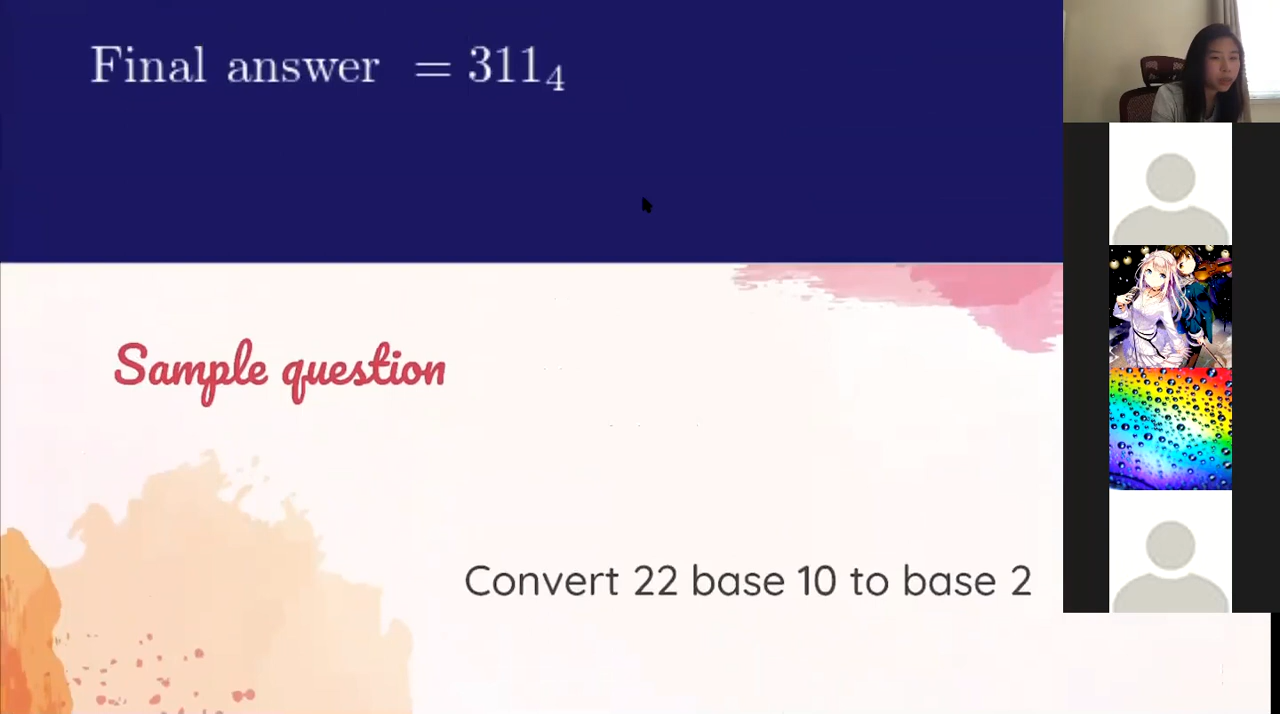 Final answer = 311₄
Sample question
Convert 22 base 10 to base 2